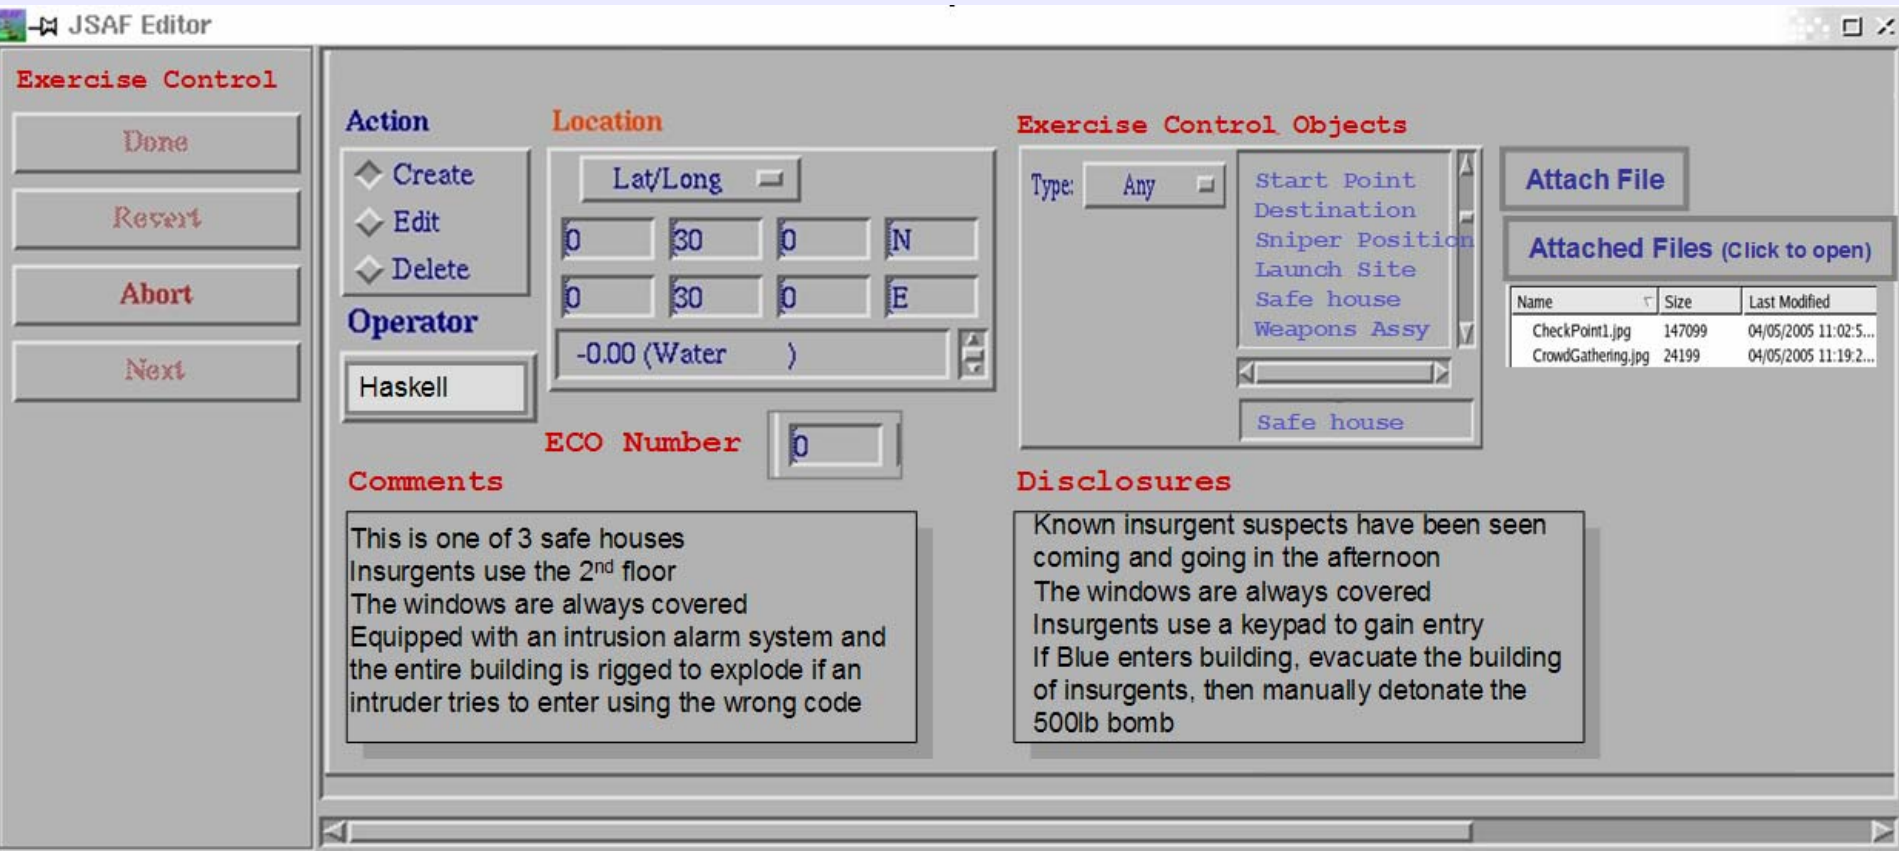 JSAF Editor
Exercise Control
Done
Revert
Abort
Next
Action
Create
Edit
Delete
Operator
Haskell
Location
Lat/Long
0 30 0 N
0 30 0 E
-0.00 (Water )
ECO Number 0
Exercise Control Objects
Type: Any
Start Point
Destination
Sniper Position
Launch Site
Safe house
Weapons Assy
Safe house
Attach File
Attached Files (Click to open)
Name Size Last Modified
CheckPoint1.jpg 147099 04/05/2005 11:02:5...
CrowdGathering.jpg 24199 04/05/2005 11:19:2...
Comments
This is one of 3 safe houses
Insurgents use the 2nd floor
The windows are always covered
Equipped with an intrusion alarm system and
the entire building is rigged to explode if an
intruder tries to enter using the wrong code
Disclosures
Known insurgent suspects have been seen
coming and going in the afternoon
The windows are always covered
Insurgents use a keypad to gain entry
If Blue enters building, evacuate the building
of insurgents, then manually detonate the
500lb bomb